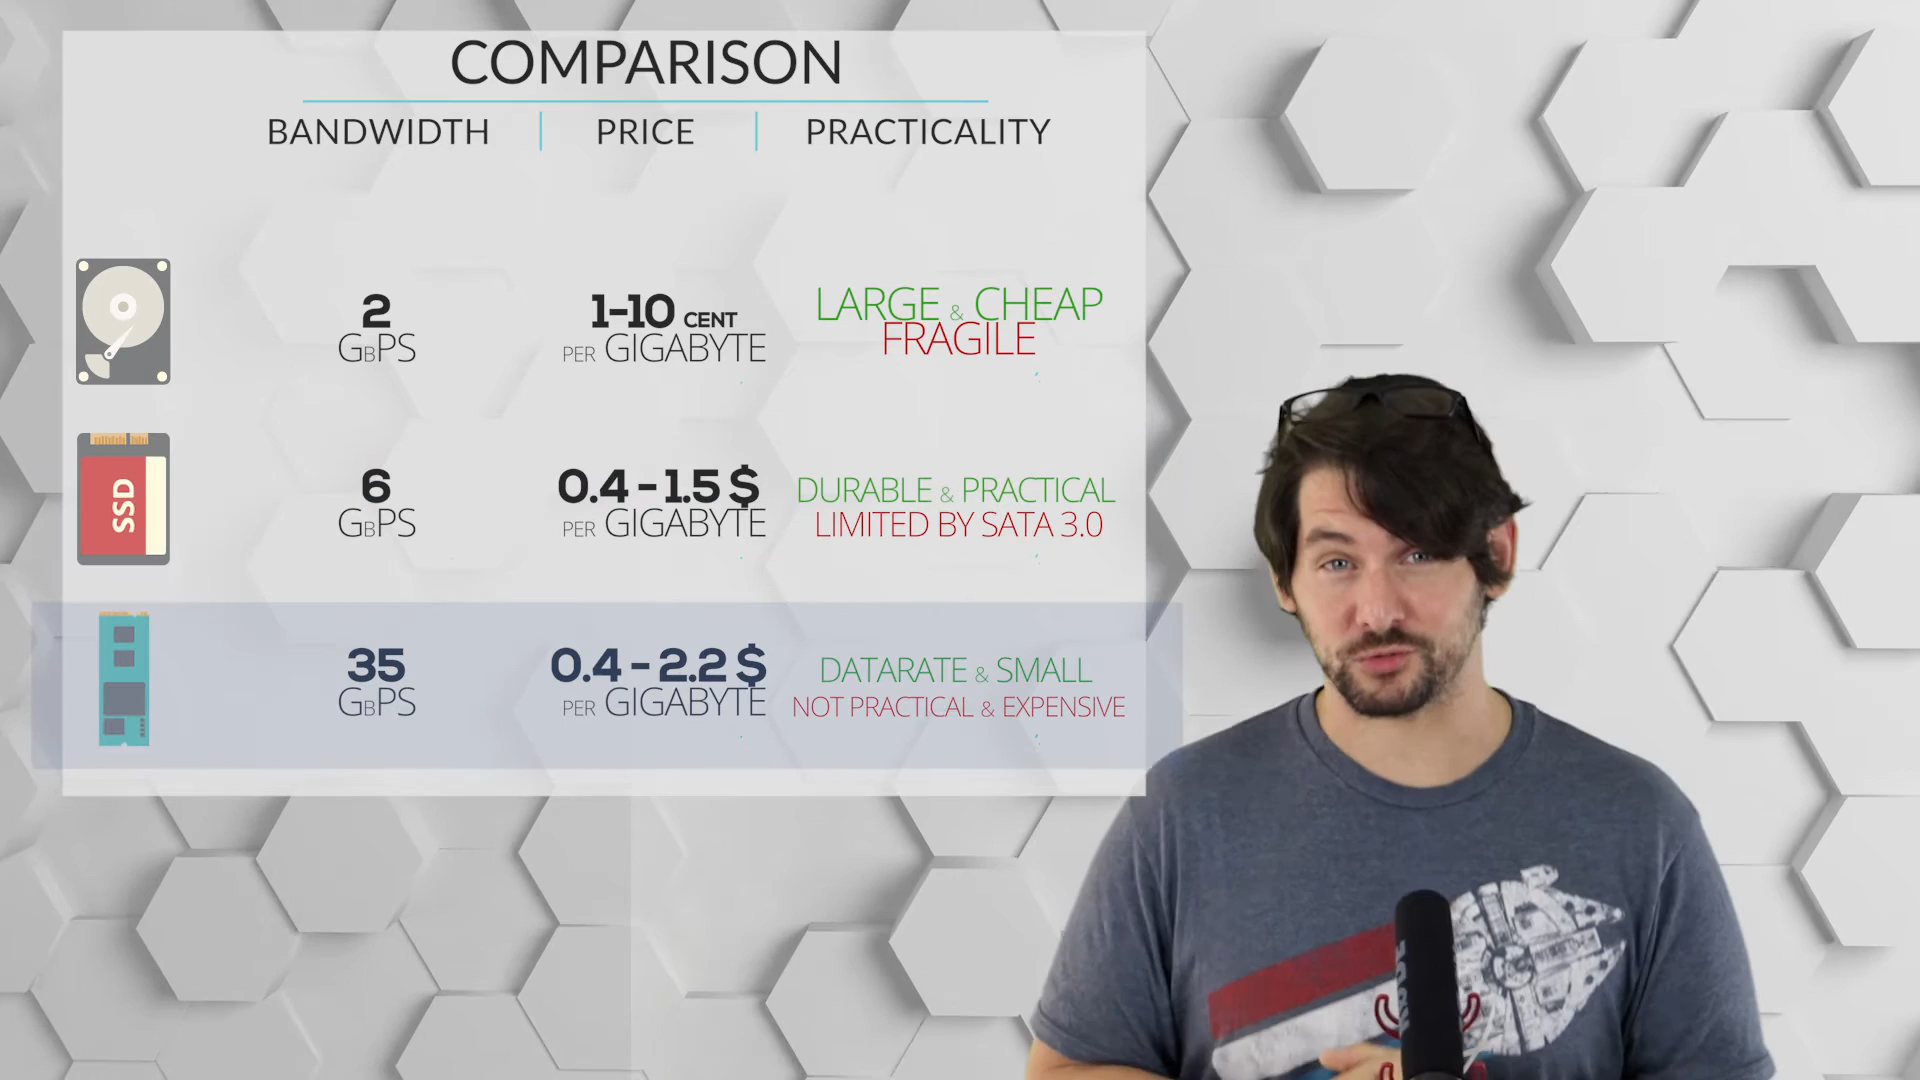 COMPARISON
BANDWIDTH | PRICE | PRACTICALITY
2
GBPS
1-10 CENT
PER GIGABYTE
LARGE & CHEAP
FRAGILE
SSD
6
GBPS
0.4 - 1.5 $
PER GIGABYTE
DURABLE & PRACTICAL
LIMITED BY SATA 3.0
35
GBPS
0.4 - 2.2 $
PER GIGABYTE
DATARATE & SMALL
NOT PRACTICAL & EXPENSIVE